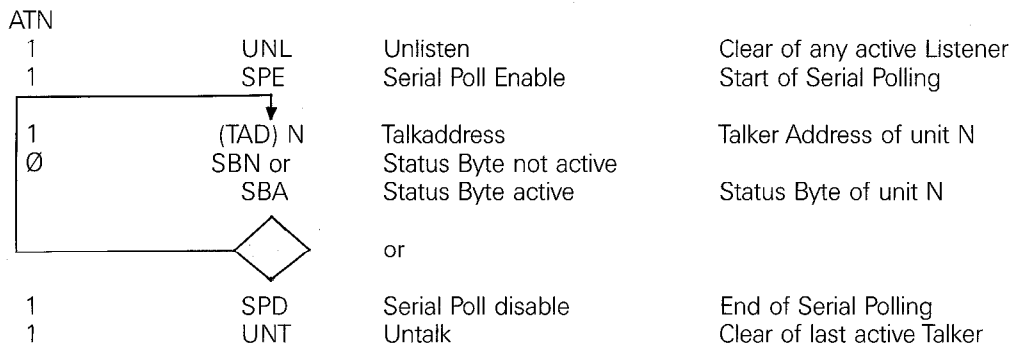 ATN
1 UNL Unlisten Clear of any active Listener
1 SPE Serial Poll Enable Start of Serial Polling
1 (TAD) N Talkaddress Talker Address of unit N
Ø SBN or Status Byte not active
SBA Status Byte active Status Byte of unit N
or
1 SPD Serial Poll disable End of Serial Polling
1 UNT Untalk Clear of last active Talker